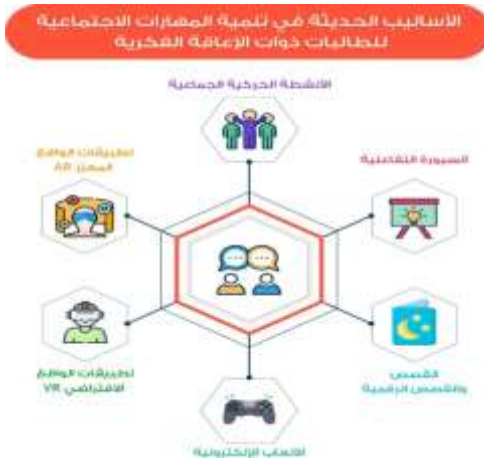 الأساليب الحديثة في تنمية المهارات الاجتماعية
للطالبات ذوات الإعاقة الفكرية
الأنشطة الحركية الجماعية
السبورة التفاعلية
تطبيقات الواقع
المعزز AR
القصص
والقصص الرقمية
تطبيقات الواقع
الافتراضي VR
الألعاب الإلكترونية